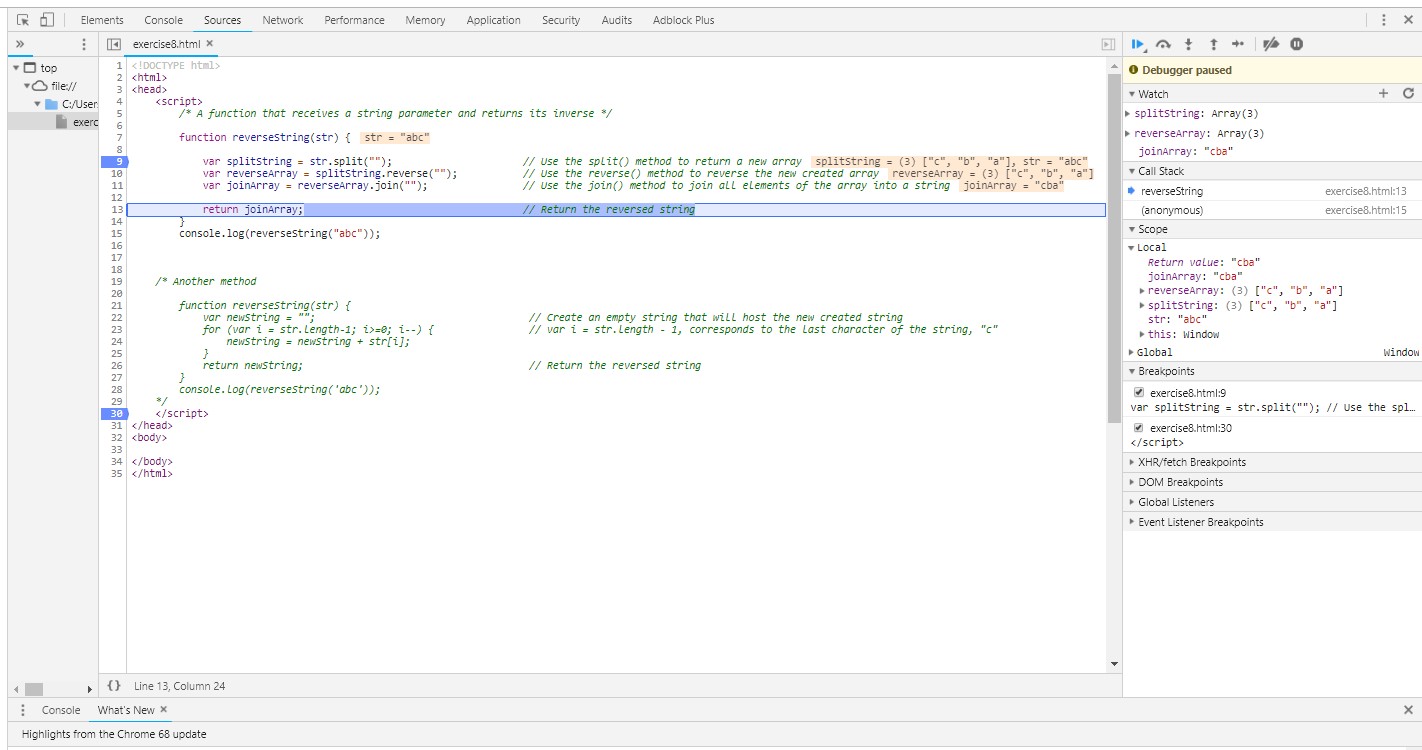 Elements Console Sources Network Performance Memory Application Security Audits Adblock Plus
» exercise8.html ×
top
file://
C:/User
exerc
1 <!DOCTYPE html>
2 <html>
3 <head>
4 <script>
5 /* A function that receives a string parameter and returns its inverse */
6
7 function reverseString(str) { str = "abc"
8
9 var splitString = str.split(""); // Use the split() method to return a new array splitString = (3) ["c", "b", "a"], str = "abc"
10 var reverseArray = splitString.reverse(""); // Use the reverse() method to reverse the new created array reverseArray = (3) ["c", "b", "a"]
11 var joinArray = reverseArray.join(""); // Use the join() method to join all elements of the array into a string joinArray = "cba"
12
13 return joinArray; // Return the reversed string
14 }
15 console.log(reverseString("abc"));
16
17
18
19 /* Another method
20
21 function reverseString(str) {
22 var newString = ""; // Create an empty string that will host the new created string
23 for (var i = str.length-1; i>=0; i--) { // var i = str.length - 1, corresponds to the last character of the string, "c"
24 newString = newString + str[i];
25 }
26 return newString; // Return the reversed string
27 }
28 console.log(reverseString('abc'));
29 */
30 </script>
31 </head>
32 <body>
33
34 </body>
35 </html>
{} Line 13, Column 24
Debugger paused
Watch
splitString: Array(3)
reverseArray: Array(3)
joinArray: "cba"
Call Stack
reverseString exercise8.html:13
(anonymous) exercise8.html:15
Scope
Local
Return value: "cba"
joinArray: "cba"
reverseArray: (3) ["c", "b", "a"]
splitString: (3) ["c", "b", "a"]
str: "abc"
this: Window
Global Window
Breakpoints
exercise8.html:9
var splitString = str.split(""); // Use the spl…
exercise8.html:30
</script>
XHR/fetch Breakpoints
DOM Breakpoints
Global Listeners
Event Listener Breakpoints
Console What's New ×
Highlights from the Chrome 68 update